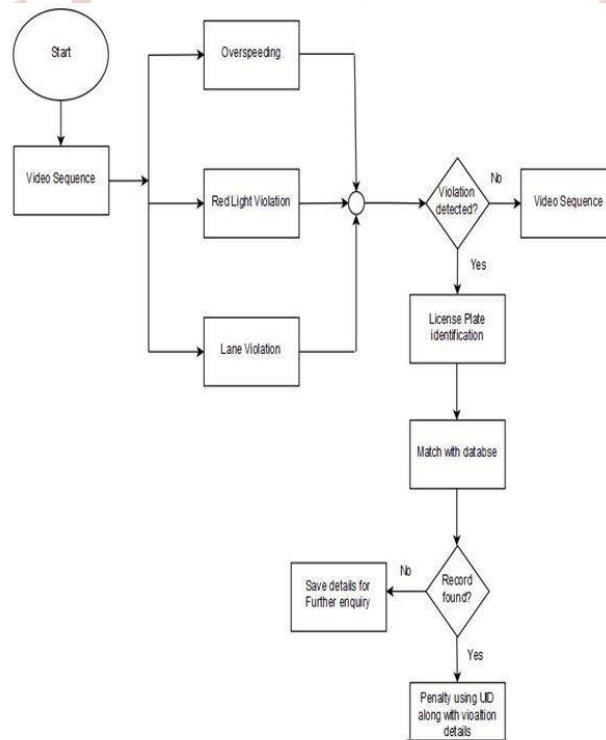 Start
Video Sequence
Overspeeding
Red Light Violation
Lane Violation
Violation
detected?
No
Video Sequence
Yes
License Plate
identification
Match with databse
Record
found?
No
Save details for
Further enquiry
Yes
Penalty using UID
along with vioaltion
details